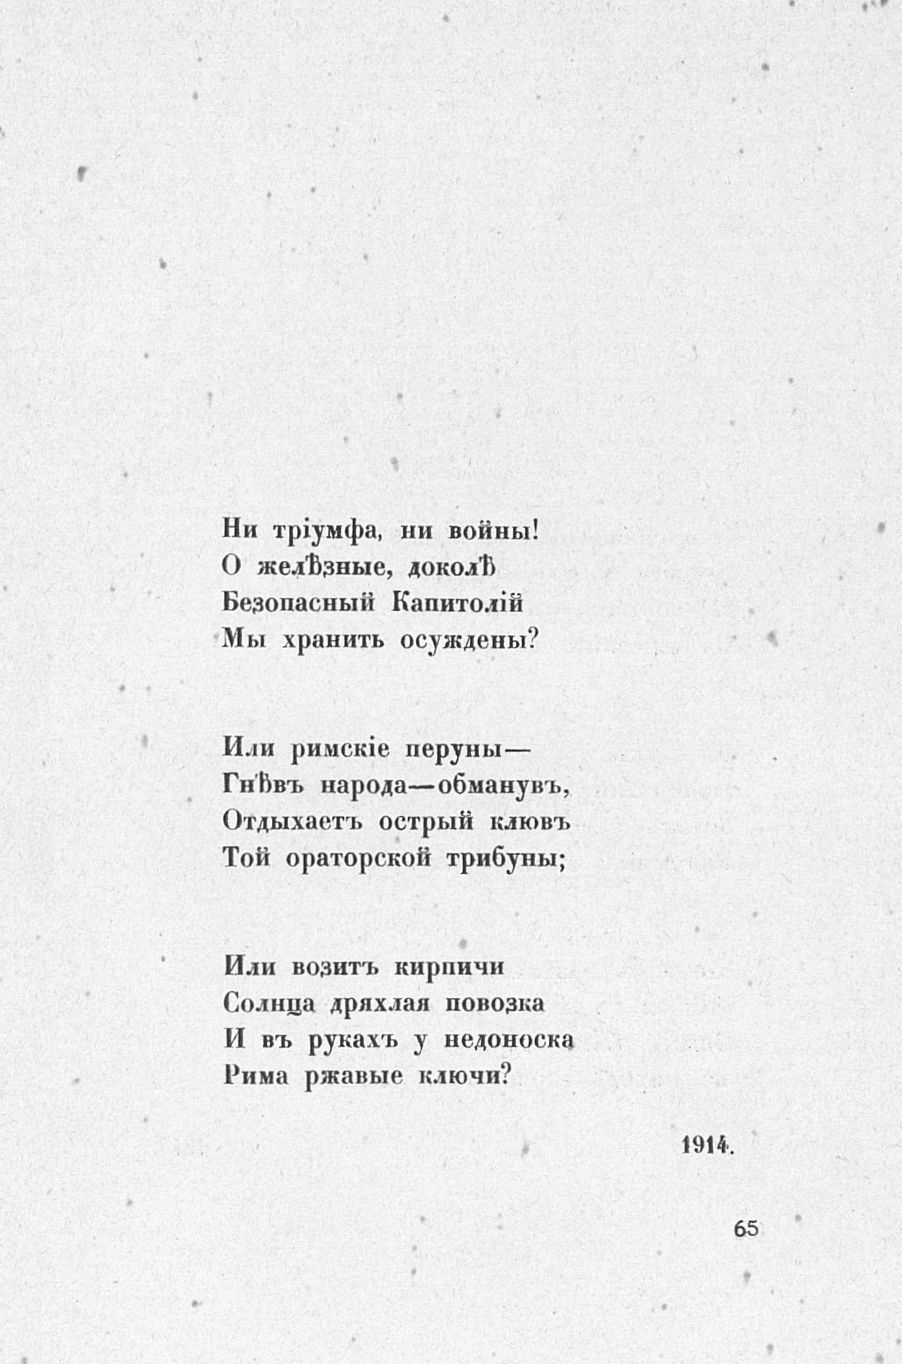 Ни тріумфа, ни войны!
О желѣзные, доколѣ
Безопасный Капитолій
Мы хранить осуждены?
Или римскіе перуны—
Гнѣвъ народа—обманувъ,
Отдыхаетъ острый клювъ
Той ораторской трибуны;
Или возитъ кирпичи
Солнца дряхлая повозка
И въ рукахъ у недоноска
Рима ржавые ключи?
1914.
65